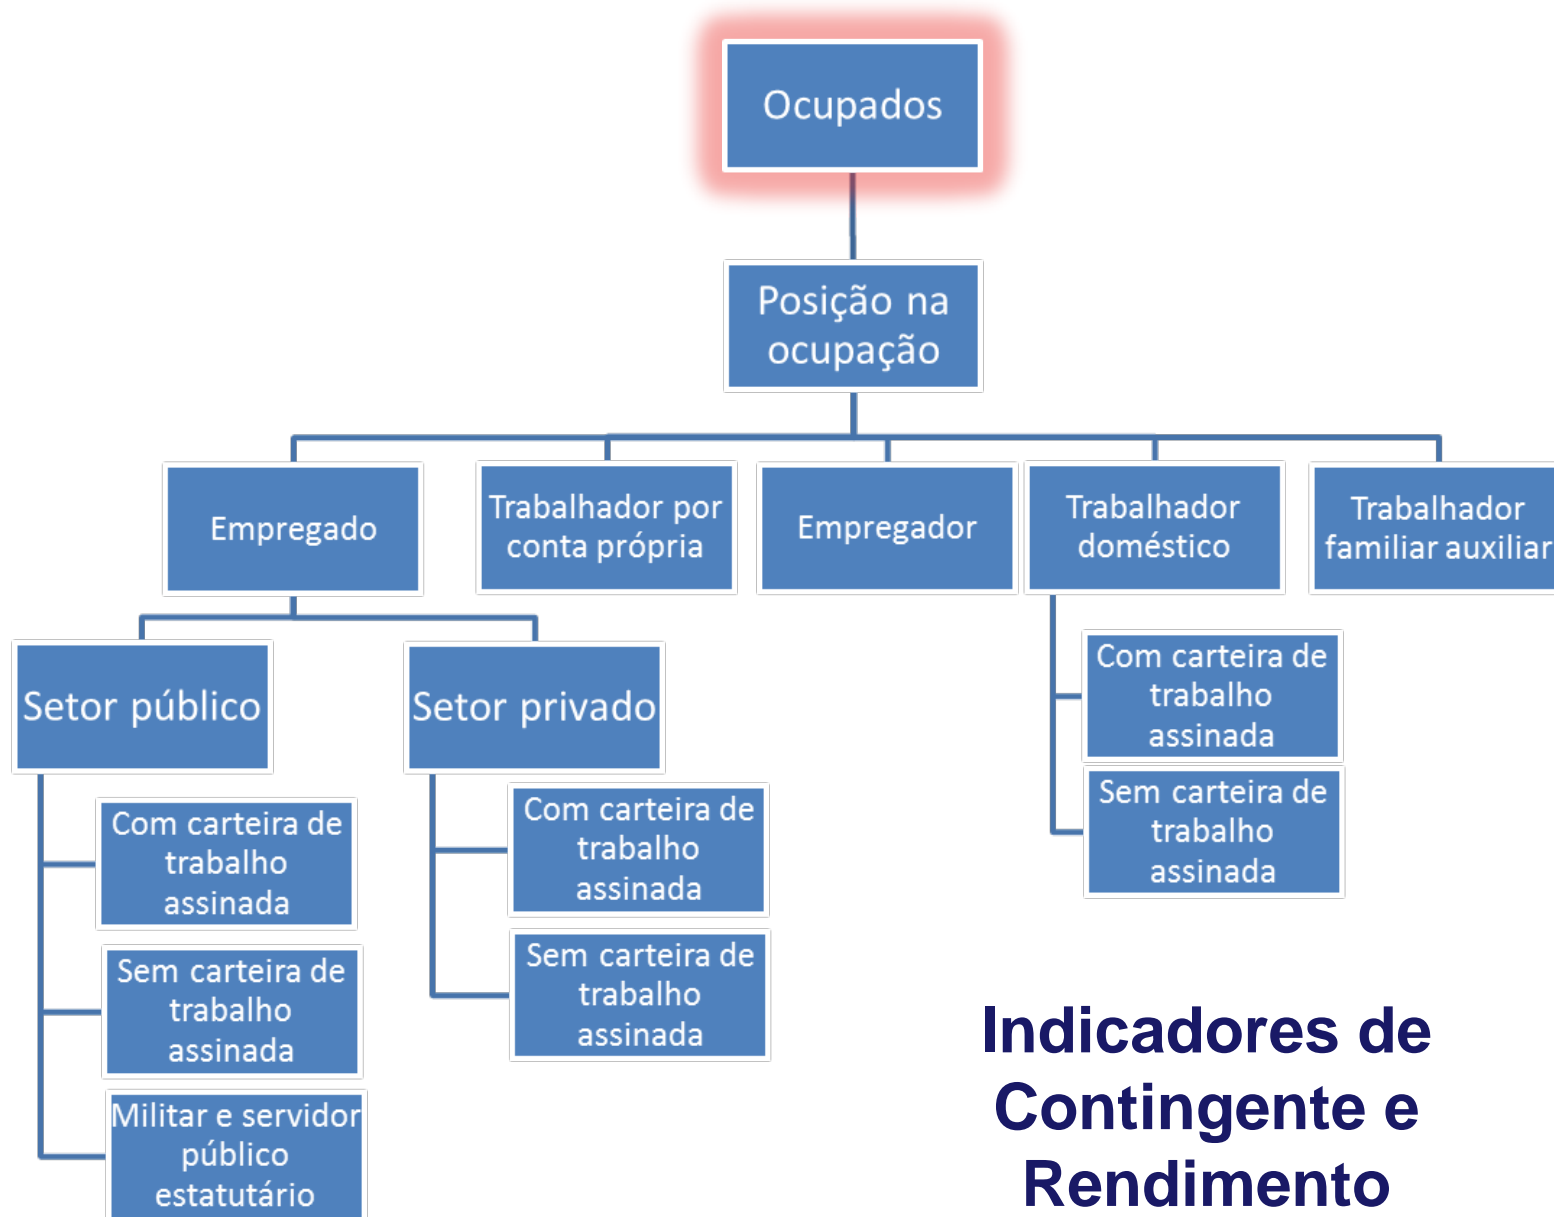 Ocupados
Posição na
ocupação
Empregado
Trabalhador por
conta própria
Empregador
Trabalhador
doméstico
Trabalhador
familiar auxiliar
Setor público
Setor privado
Com carteira de
trabalho
assinada
Sem carteira de
trabalho
assinada
Militar e servidor
público
estatutário
Com carteira de
trabalho
assinada
Sem carteira de
trabalho
assinada
Com carteira de
trabalho
assinada
Sem carteira de
trabalho
assinada
Indicadores de
Contingente e
Rendimento